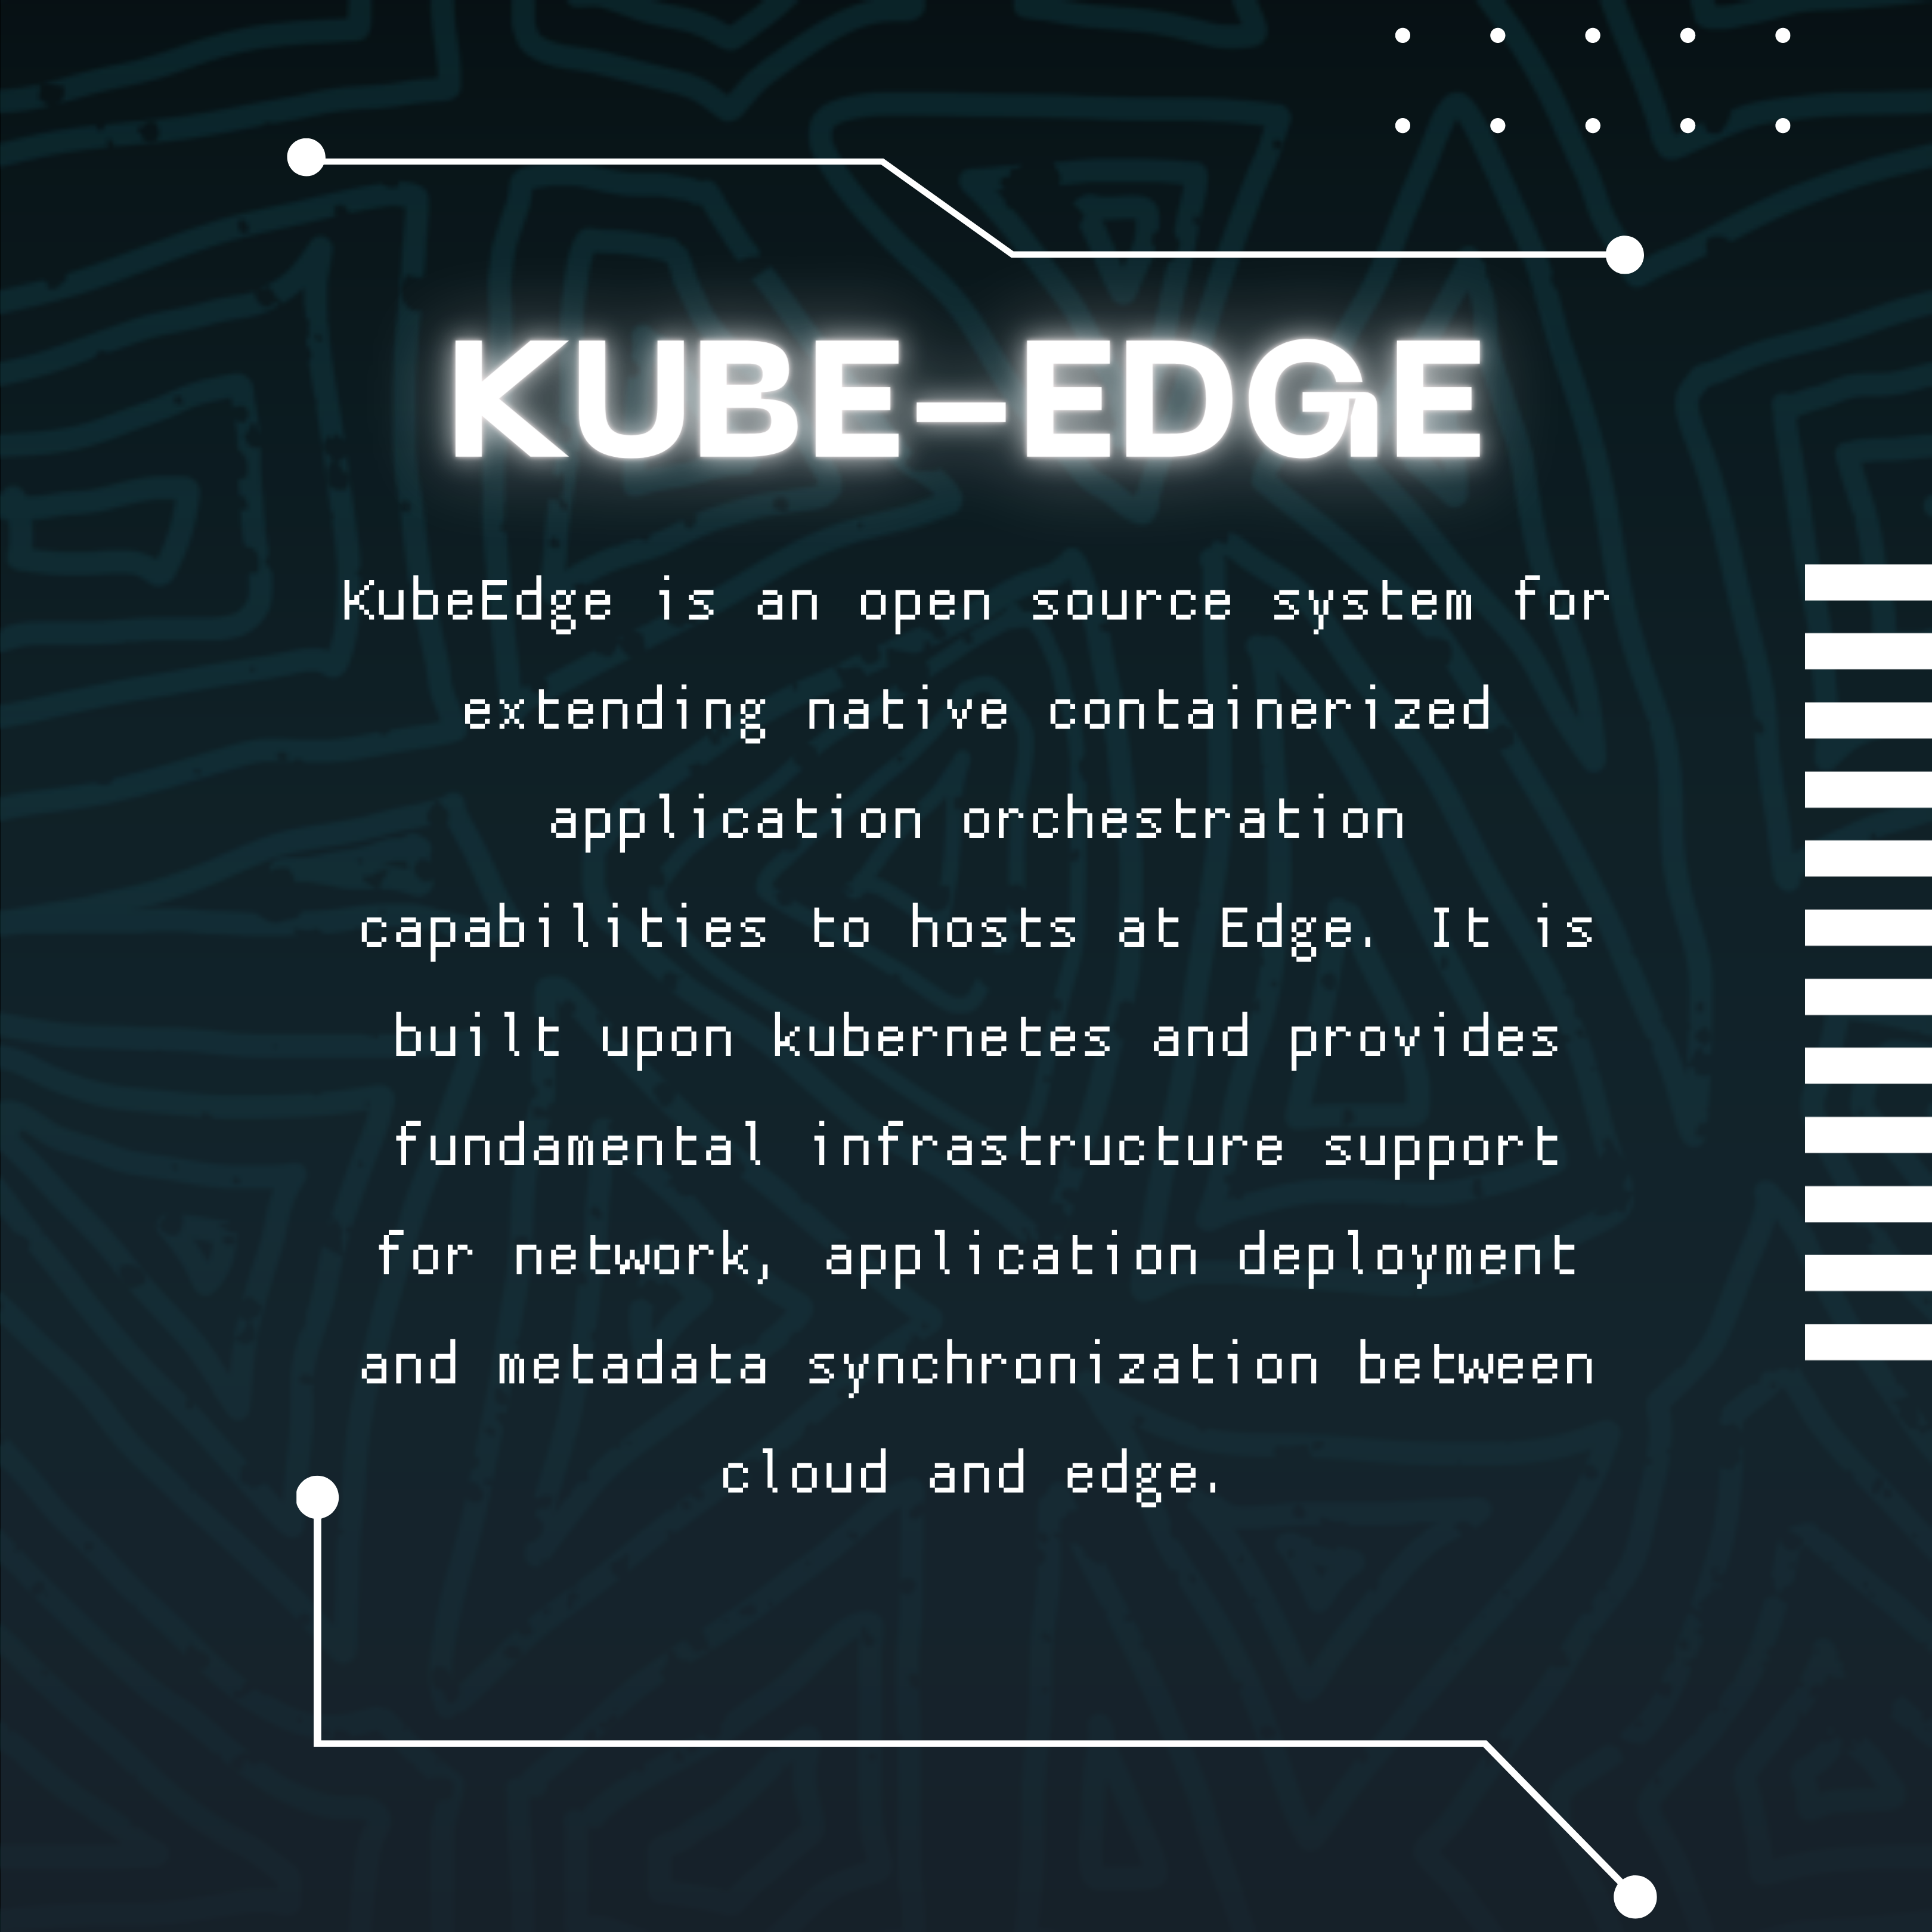 KUBE-EDGE
KubeEdge is an open source system for
extending native containerized
application orchestration
capabilities to hosts at Edge. It is
built upon kubernetes and provides
fundamental infrastructure support
for network, application deployment
and metadata synchronization between
cloud and edge.